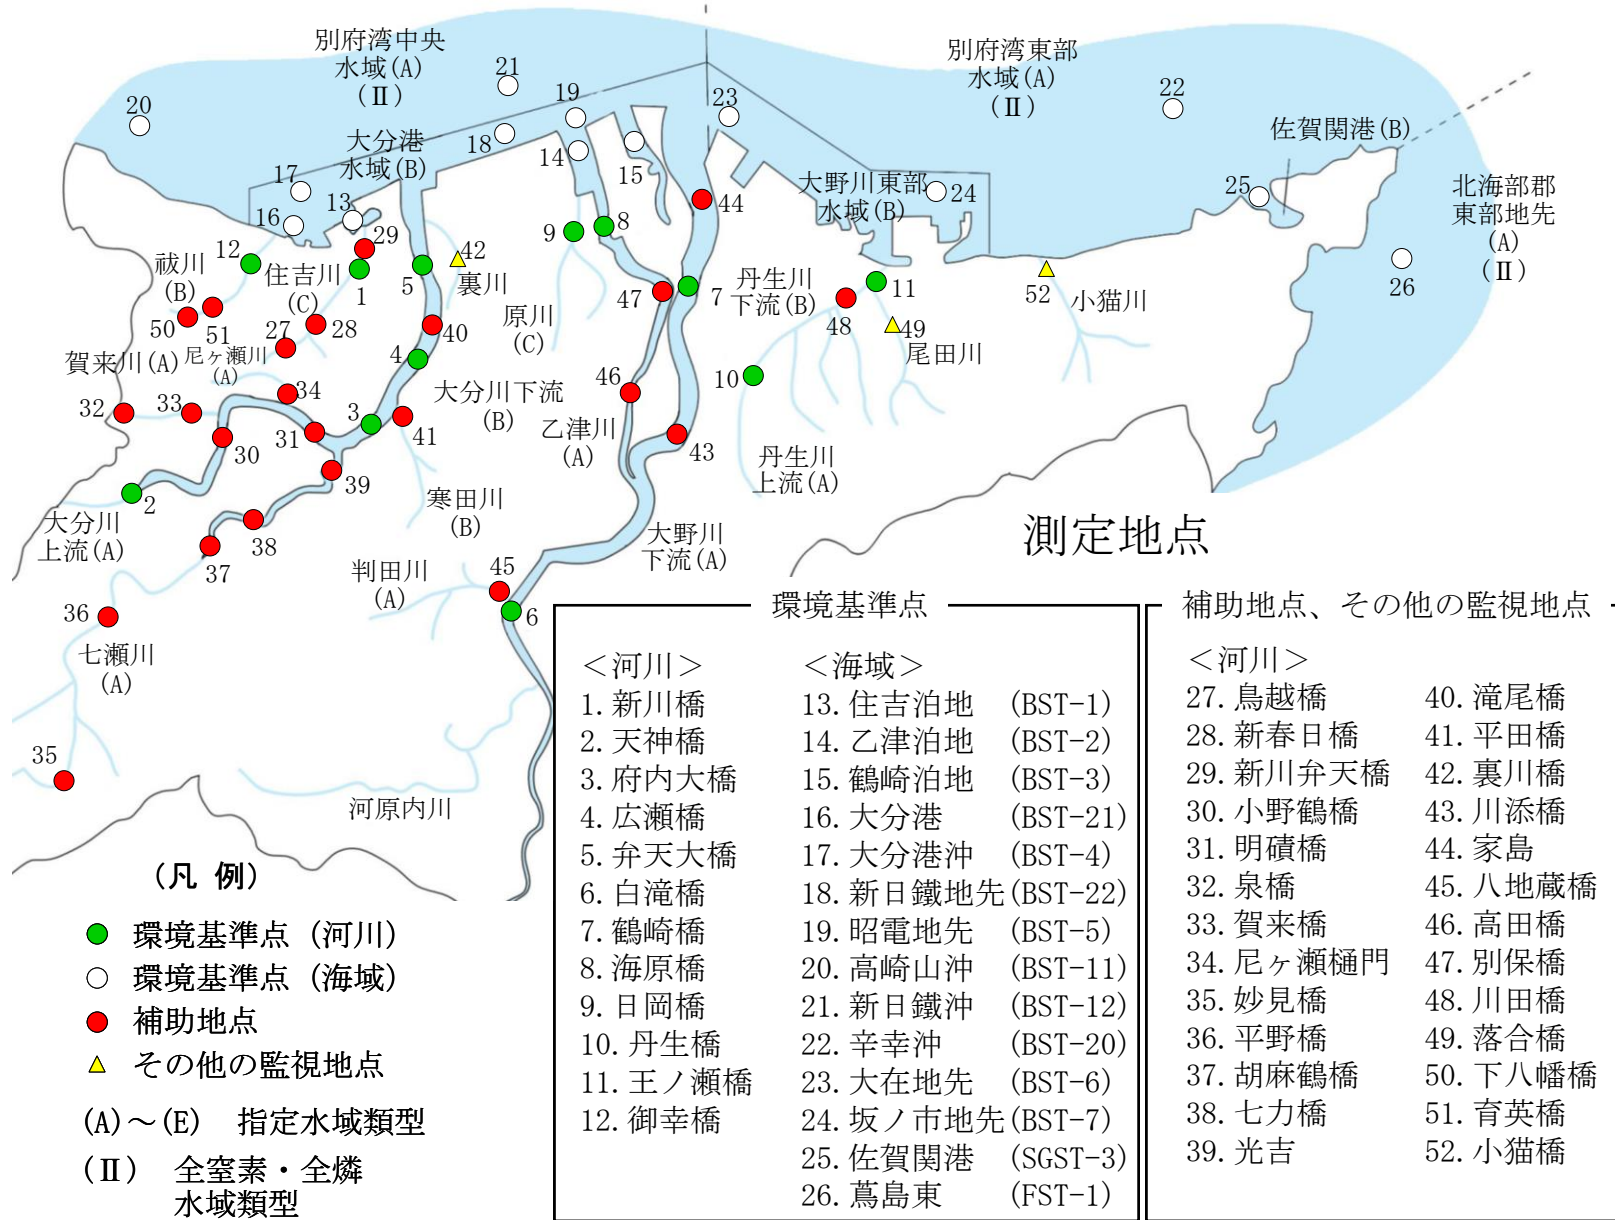 別府湾中央
水域(A)
(Ⅱ)
別府湾東部
水域(A)
(Ⅱ)
21
22
20
19
23
佐賀関港(B)
18
大分港
水域(B)
14
15
17
13
16
大野川東部
水域(B)
24
25
北海部郡
東部地先
(A)
(Ⅱ)
26
44
8
9
29
42
12
祓川
(B)
住吉川
(C)
1
5
裏川
原川
(C)
47
7
丹生川
下流(B)
11
48
49
尾田川
52
小猫川
50
51
27
28
40
賀来川(A)
尼ヶ瀬川
(A)
4
34
大分川下流
(B)
46
10
32
33
3
41
31
30
乙津川
(A)
43
丹生川
上流(A)
39
2
寒田川
(B)
大分川
上流(A)
38
37
大野川
下流(A)
測定地点
判田川
(A)
45
6
36
七瀬川
(A)
35
河原内川
(凡 例)
環境基準点 (河川)
環境基準点 (海域)
補助地点
その他の監視地点
(A)～(E) 指定水域類型
(Ⅱ) 全窒素・全燐
水域類型
環境基準点
＜河川＞
1.新川橋
2.天神橋
3.府内大橋
4.広瀬橋
5.弁天大橋
6.白滝橋
7.鶴崎橋
8.海原橋
9.日岡橋
10.丹生橋
11.王ノ瀬橋
12.御幸橋
＜海域＞
13.住吉泊地 (BST-1)
14.乙津泊地 (BST-2)
15.鶴崎泊地 (BST-3)
16.大分港 (BST-21)
17.大分港沖 (BST-4)
18.新日鐵地先(BST-22)
19.昭電地先 (BST-5)
20.高崎山沖 (BST-11)
21.新日鐵沖 (BST-12)
22.辛幸沖 (BST-20)
23.大在地先 (BST-6)
24.坂ノ市地先(BST-7)
25.佐賀関港 (SGST-3)
26.蔦島東 (FST-1)
補助地点、その他の監視地点
＜河川＞
27.鳥越橋
28.新春日橋
29.新川弁天橋
30.小野鶴橋
31.明磧橋
32.泉橋
33.賀来橋
34.尼ヶ瀬樋門
35.妙見橋
36.平野橋
37.胡麻鶴橋
38.七力橋
39.光吉
40.滝尾橋
41.平田橋
42.裏川橋
43.川添橋
44.家島
45.八地蔵橋
46.高田橋
47.別保橋
48.川田橋
49.落合橋
50.下八幡橋
51.育英橋
52.小猫橋